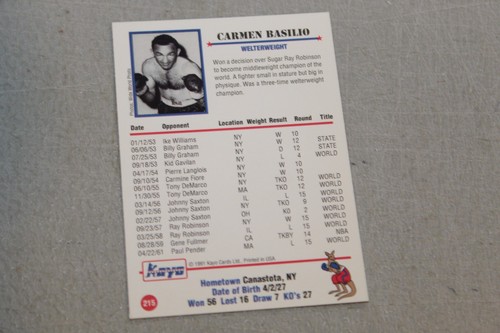 CARMEN BASILIO
WELTERWEIGHT
Won a decision over Sugar Ray Robinson
to become middleweight champion of the
world. A fighter small in stature but big in
physique. Was a three-time welterweight
champion.
Date Opponent Location Weight Result Round Title
01/12/53 Ike Williams NY W 10
06/06/53 Billy Graham NY W 12 STATE
07/25/53 Billy Graham NY D 12 STATE
09/18/53 Kid Gavilan NY L WORLD
04/17/54 Pierre Langlois NY W 10
09/10/54 Carmine Fiore NY W 10
Tony DeMarco NY TKO 12 WORLD
11/30/55 Tony DeMarco MA TKO 12 WORLD
03/14/56 Johnny Saxton IL L 15 WORLD
09/12/56 Johnny Saxton NY TKO 9 WORLD
02/22/57 Johnny Saxton OH KO 2 WORLD
09/23/57 Ray Robinson NY W 15 WORLD
03/25/58 Ray Robinson IL L 15 WORLD
Gene Fullmer CA TKBY 14 NBA
04/22/61 Paul Pender MA L 15 WORLD
Kayo
© 1991 Kayo Cards Ltd., Printed in USA
215
Hometown Canastota, NY
Date of Birth 4/2/27
Won 56 Lost 16 Draw 7 KO's 27